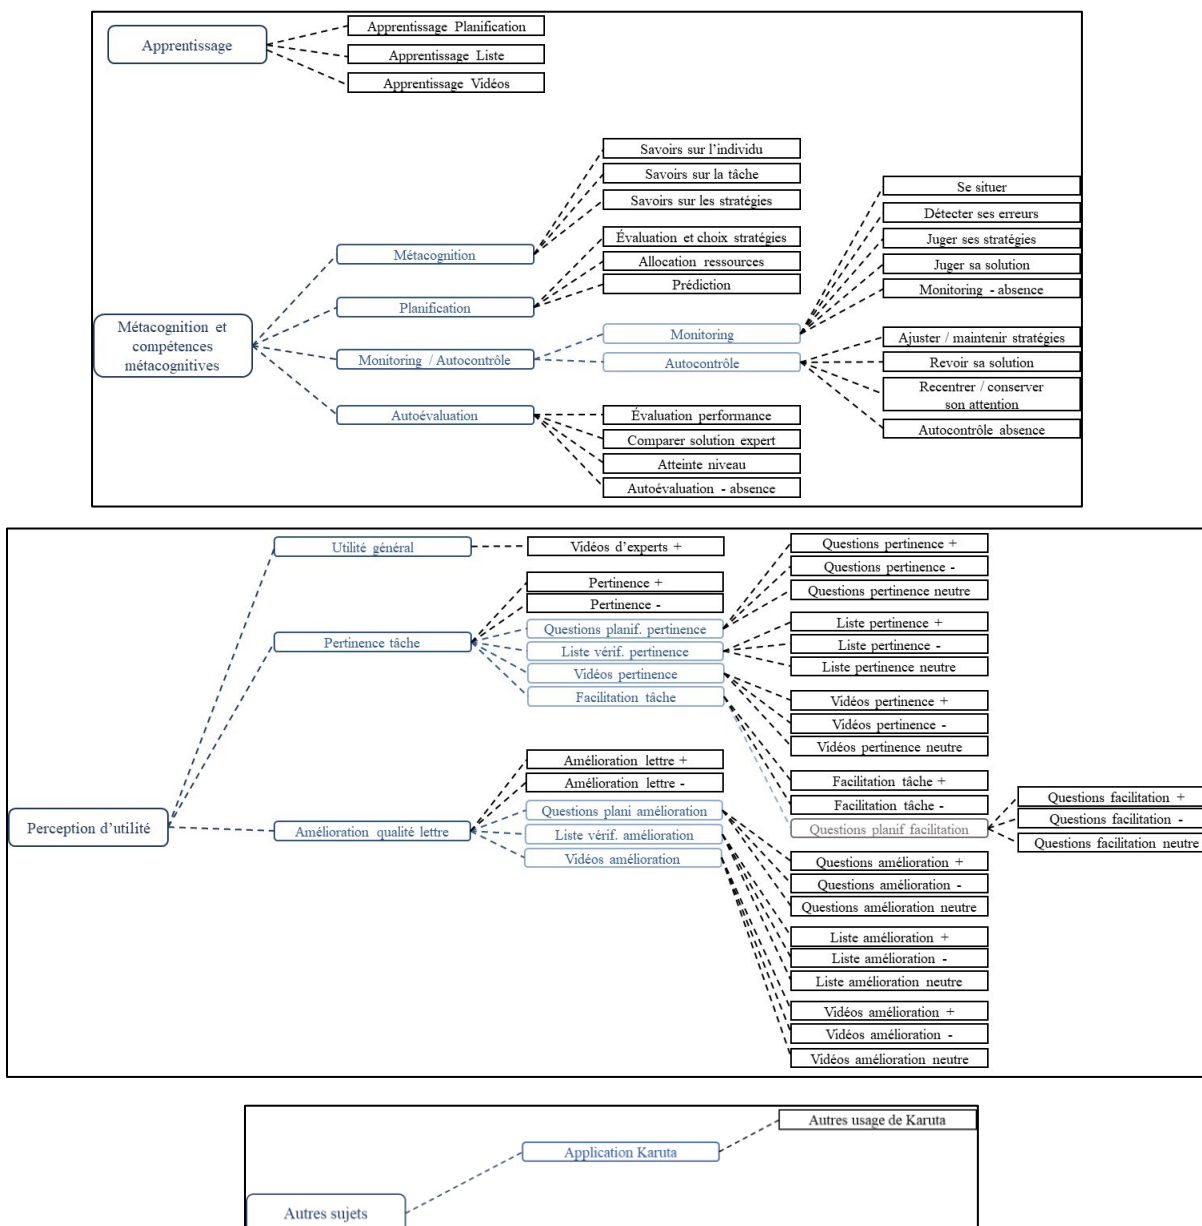 Apprentissage
Apprentissage Planification
Apprentissage Liste
Apprentissage Vidéos
Métacognition et
compétences
métacognitives
Métacognition
Savoirs sur l'individu
Savoirs sur la tâche
Savoirs sur les stratégies
Planification
Évaluation et choix stratégies
Allocation ressources
Prédiction
Monitoring / Autocontrôle
Monitoring
Se situer
Détecter ses erreurs
Juger ses stratégies
Juger sa solution
Monitoring - absence
Autocontrôle
Ajuster / maintenir stratégies
Revoir sa solution
Recentrer / conserver
son attention
Autocontrôle absence
Autoévaluation
Évaluation performance
Comparer solution expert
Atteinte niveau
Autoévaluation - absence
Perception d'utilité
Utilité général
Vidéos d'experts +
Pertinence tâche
Pertinence +
Pertinence -
Questions planif. pertinence
Questions pertinence +
Questions pertinence -
Questions pertinence neutre
Liste vérif. pertinence
Liste pertinence +
Liste pertinence -
Liste pertinence neutre
Vidéos pertinence
Vidéos pertinence +
Vidéos pertinence -
Vidéos pertinence neutre
Facilitation tâche
Facilitation tâche +
Facilitation tâche -
Questions planif facilitation
Questions facilitation +
Questions facilitation -
Questions facilitation neutre
Amélioration qualité lettre
Amélioration lettre +
Amélioration lettre -
Questions plani amélioration
Questions amélioration +
Questions amélioration -
Questions amélioration neutre
Liste vérif. amélioration
Liste amélioration +
Liste amélioration -
Liste amélioration neutre
Vidéos amélioration
Vidéos amélioration +
Vidéos amélioration -
Vidéos amélioration neutre
Autres sujets
Application Karuta
Autres usage de Karuta